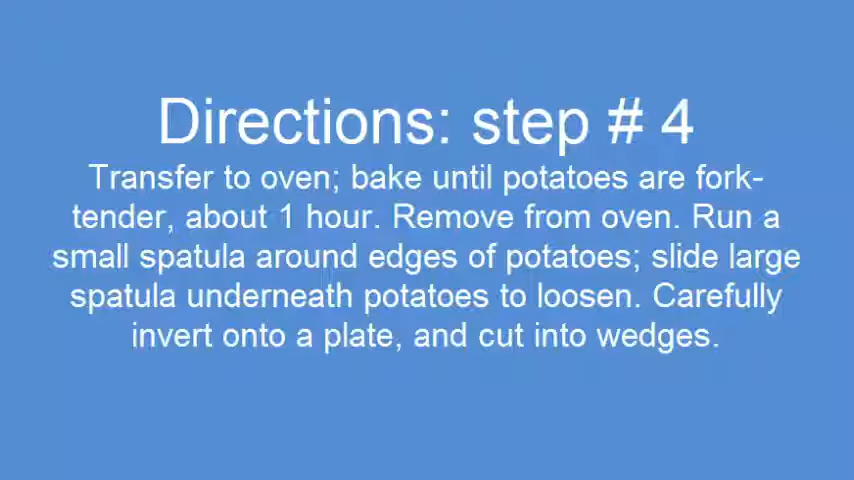 Directions: step # 4
Transfer to oven; bake until potatoes are fork-
tender, about 1 hour. Remove from oven. Run a
small spatula around edges of potatoes; slide large
spatula underneath potatoes to loosen. Carefully
invert onto a plate, and cut into wedges.